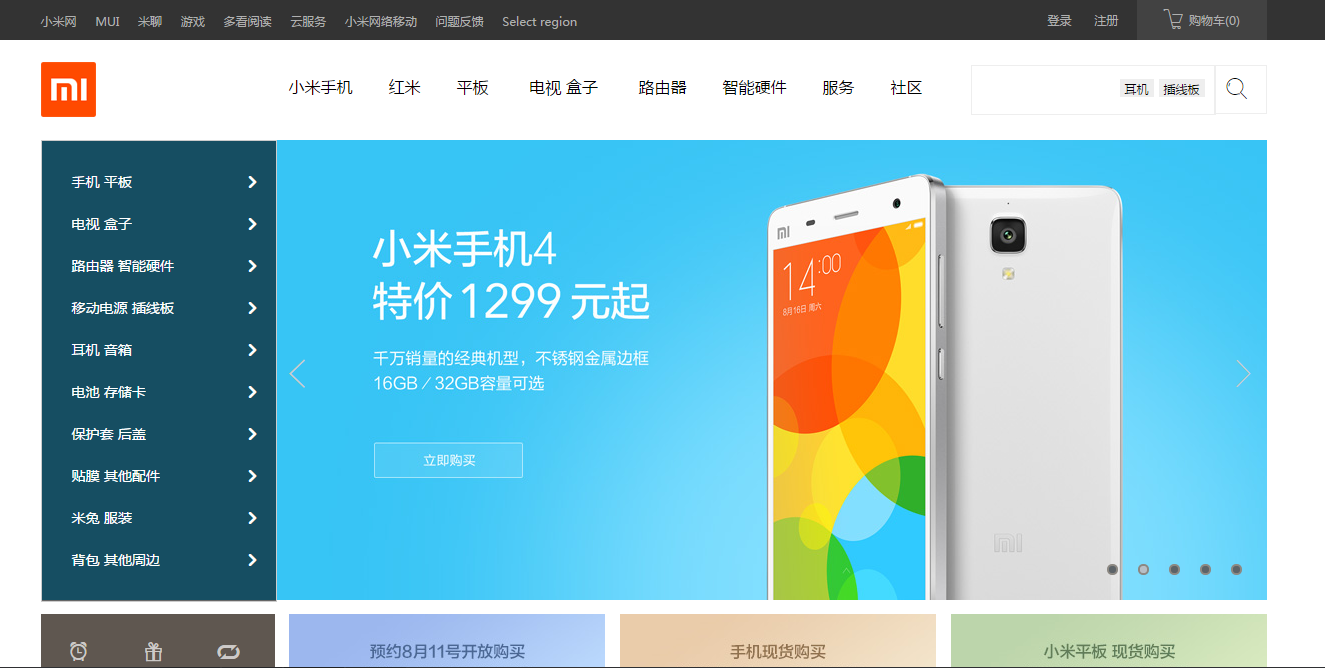 小米网 MUI 米聊 游戏 多看阅读 云服务 小米网络移动 问题反馈 Select region 登录 注册 购物车(0)
mi 小米手机 红米 平板 电视 盒子 路由器 智能硬件 服务 社区 耳机 插线板
手机 平板
电视 盒子
路由器 智能硬件
移动电源 插线板
耳机 音箱
电池 存储卡
保护套 后盖
贴膜 其他配件
米兔 服装
背包 其他周边
小米手机4
特价 1299 元起
千万销量的经典机型，不锈钢金属边框
16GB / 32GB容量可选
立即购买
mi
14:00
8月16日 周六
mi
预约8月11号开放购买 手机现货购买 小米平板 现货购买